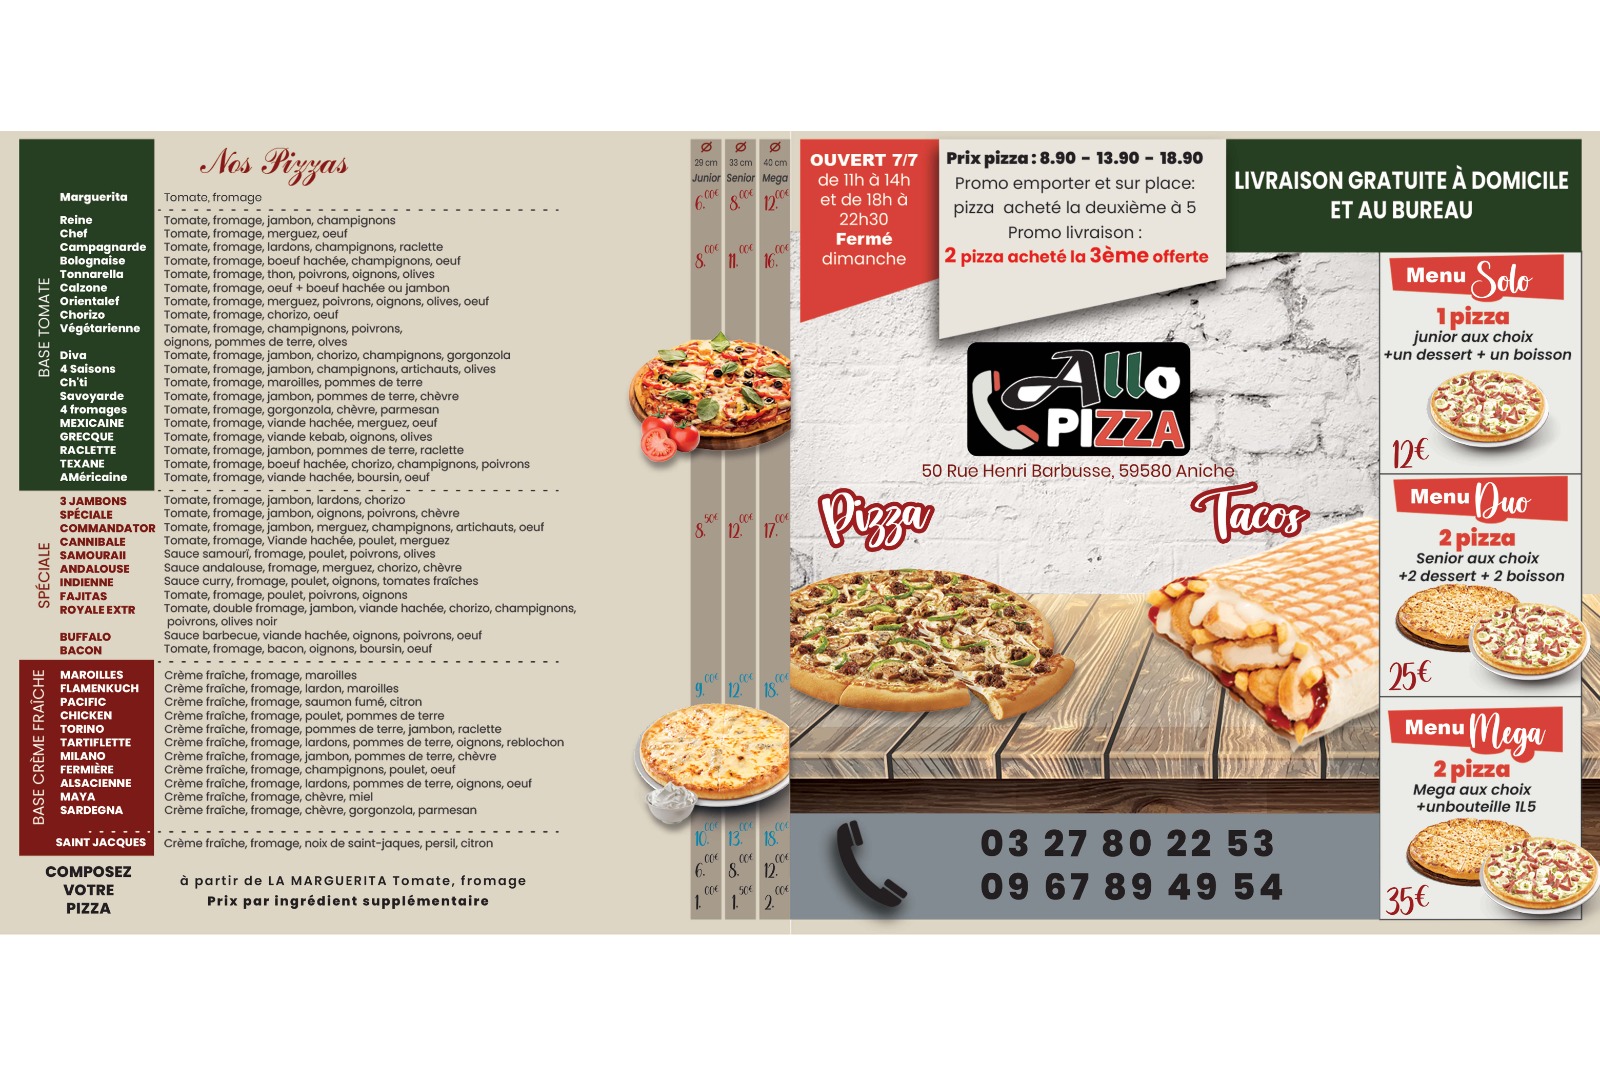 Nos Pizzas
Ø Ø Ø
29 cm 33 cm 40 cm
Junior Senior Mega
BASE TOMATE
Marguerita Tomate, fromage 6.00€ 8.00€ 12.00€
Reine Tomate, fromage, jambon, champignons
Chef Tomate, fromage, merguez, oeuf
Campagnarde Tomate, fromage, lardons, champignons, raclette
Bolognaise Tomate, fromage, boeuf hachée, champignons, oeuf 8.00€ 11.00€ 16.00€
Tonnarella Tomate, fromage, thon, poivrons, oignons, olives
Calzone Tomate, fromage, oeuf + boeuf hachée ou jambon
Orientalef Tomate, fromage, merguez, poivrons, oignons, olives, oeuf
Chorizo Tomate, fromage, chorizo, oeuf
Végétarienne Tomate, fromage, champignons, poivrons,
oignons, pommes de terre, olves
Diva Tomate, fromage, jambon, chorizo, champignons, gorgonzola
4 Saisons Tomate, fromage, jambon, champignons, artichauts, olives
Ch'ti Tomate, fromage, maroilles, pommes de terre
Savoyarde Tomate, fromage, jambon, pommes de terre, chèvre
4 fromages Tomate, fromage, gorgonzola, chèvre, parmesan
MEXICAINE Tomate, fromage, viande hachée, merguez, oeuf
GRECQUE Tomate, fromage, viande kebab, oignons, olives
RACLETTE Tomate, fromage, jambon, pommes de terre, raclette
TEXANE Tomate, fromage, boeuf hachée, chorizo, champignons, poivrons
AMéricaine Tomate, fromage, viande hachée, boursin, oeuf
SPÉCIALE
3 JAMBONS Tomate, fromage, jambon, lardons, chorizo
SPÉCIALE Tomate, fromage, jambon, oignons, poivrons, chèvre
COMMANDATOR Tomate, fromage, jambon, merguez, champignons, artichauts, oeuf 8.50€ 12.00€ 17.00€
CANNIBALE Tomate, fromage, Viande hachée, poulet, merguez
SAMOURAII Sauce samouri, fromage, poulet, poivrons, olives
ANDALOUSE Sauce andalouse, fromage, merguez, chorizo, chèvre
INDIENNE Sauce curry, fromage, poulet, oignons, tomates fraîches
FAJITAS Tomate, fromage, poulet, poivrons, oignons
ROYALE EXTR Tomate, double fromage, jambon, viande hachée, chorizo, champignons,
poivrons, olives noir
BUFFALO Sauce barbecue, viande hachée, oignons, poivrons, oeuf
BACON Tomate, fromage, bacon, oignons, boursin, oeuf
BASE CRÈME FRAÎCHE
MAROILLES Crème fraîche, fromage, maroilles
FLAMENKUCH Crème fraîche, fromage, lardon, maroilles 9.00€ 12.00€ 18.00€
PACIFIC Crème fraîche, fromage, saumon fumé, citron
CHICKEN Crème fraîche, fromage, poulet, pommes de terre
TORINO Crème fraîche, fromage, pommes de terre, jambon, raclette
TARTIFLETTE Crème fraîche, fromage, lardons, pommes de terre, oignons, reblochon
MILANO Crème fraîche, fromage, jambon, pommes de terre, chèvre
FERMIÈRE Crème fraîche, fromage, champignons, poulet, oeuf
ALSACIENNE Crème fraîche, fromage, lardons, pommes de terre, oignons, oeuf
MAYA Crème fraîche, fromage, chèvre, miel
SARDEGNA Crème fraîche, fromage, chèvre, gorgonzola, parmesan
SAINT JACQUES Crème fraîche, fromage, noix de saint-jaques, persil, citron 10.00€ 13.00€ 18.00€
COMPOSEZ
VOTRE
PIZZA
à partir de LA MARGUERITA Tomate, fromage 6.00€ 8.00€ 12.00€
Prix par ingrédient supplémentaire 1.00€ 1.50€ 2.00€
OUVERT 7/7
de 11h à 14h
et de 18h à
22h30
Fermé
dimanche
Prix pizza : 8.90 - 13.90 - 18.90
Promo emporter et sur place:
pizza acheté la deuxième à 5
Promo livraison :
2 pizza acheté la 3ème offerte
LIVRAISON GRATUITE À DOMICILE
ET AU BUREAU
Allo
PIZZA
50 Rue Henri Barbusse, 59580 Aniche
Pizza
Tacos
03 27 80 22 53
09 67 89 49 54
Menu Solo
1 pizza
junior aux choix
+un dessert + un boisson
12€
Menu Duo
2 pizza
Senior aux choix
+2 dessert + 2 boisson
25€
Menu Mega
2 pizza
Mega aux choix
+unbouteille 1L5
35€